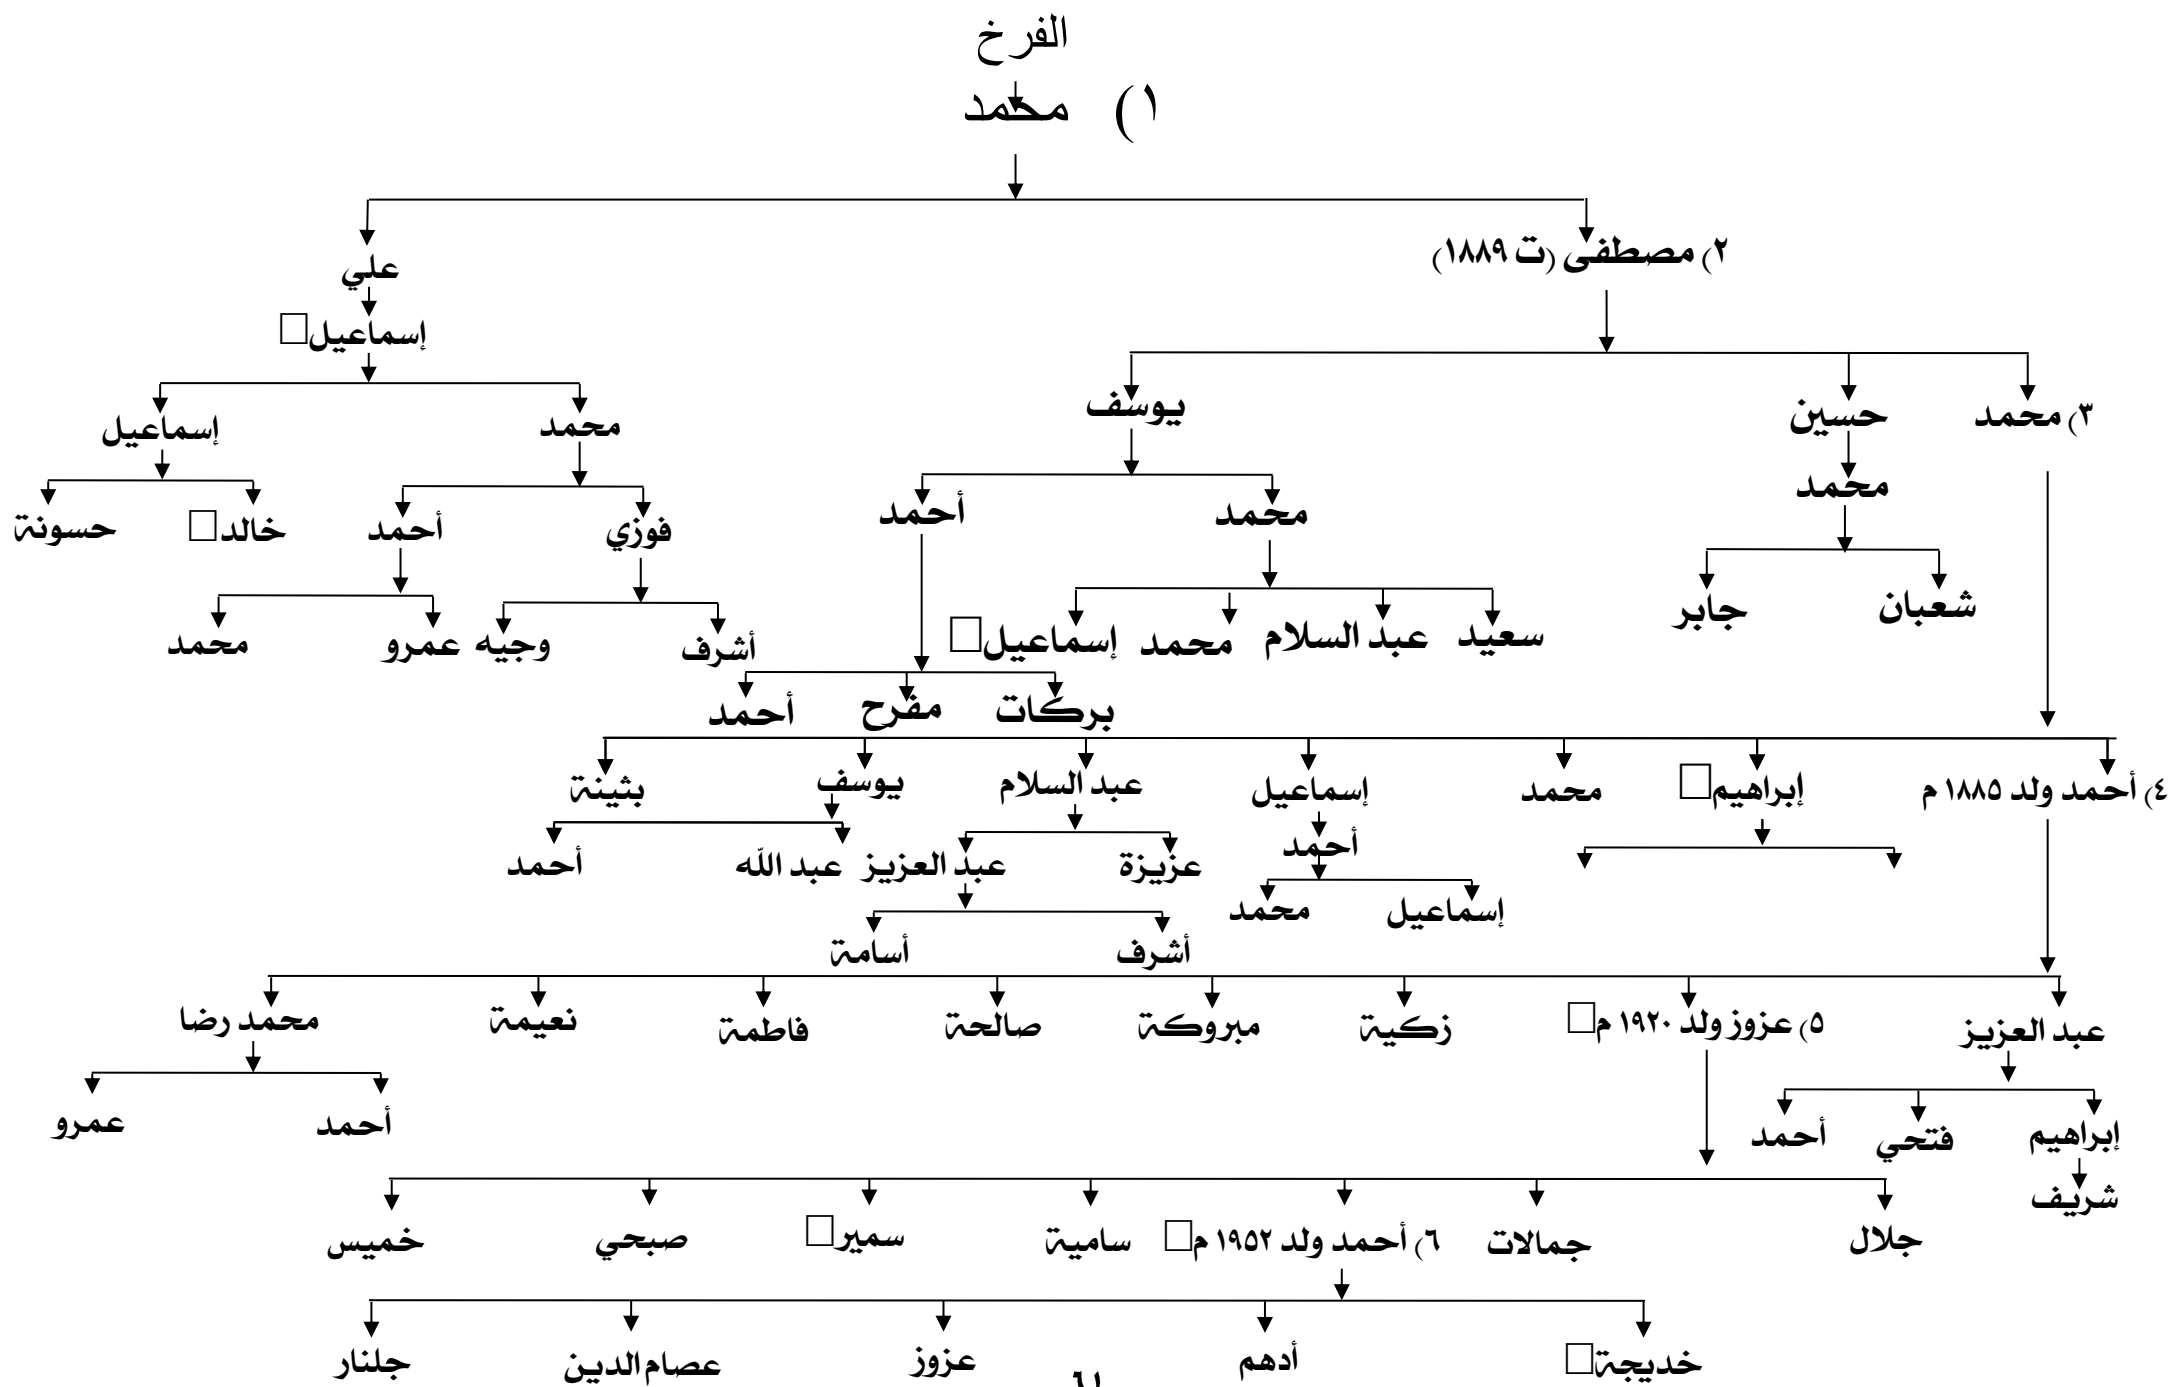 الفرخ
١) محمد
٢) مصطفى (ت ١٨٨٩)
علي
إسماعيل
٣) محمد
حسين
يوسف
محمد
إسماعيل
محمد
محمد
أحمد
فوزي
أحمد
خالد
حسونة
شعبان
جابر
سعيد
عبد السلام
محمد
إسماعيل
أشرف
وجيه
عمرو
محمد
بركات
مفرح
أحمد
٤) أحمد ولد ١٨٨٥ م
إبراهيم
محمد
إسماعيل
عبد السلام
يوسف
بثينة
أحمد
عزيزة
عبد العزيز
عبد الله
أحمد
إسماعيل
محمد
أشرف
أسامة
عبد العزيز
٥) عزوز ولد ١٩٢٠ م
زكية
مبروكة
صالحة
فاطمة
نعيمة
محمد رضا
إبراهيم
فتحي
أحمد
أحمد
عمرو
شريف
جلال
جمالات
٦) أحمد ولد ١٩٥٢ م
سامية
سمير
صبحي
خميس
خديجة
أدهم
عزوز
عصام الدين
جلنار
٦١